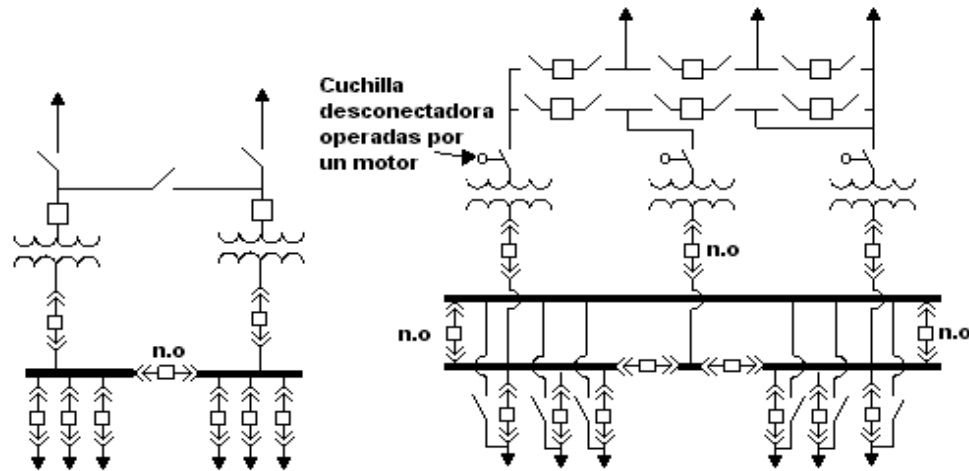 Cuchilla
desconectadora
operadas por
un motor
n.o
n.o
n.o
n.o